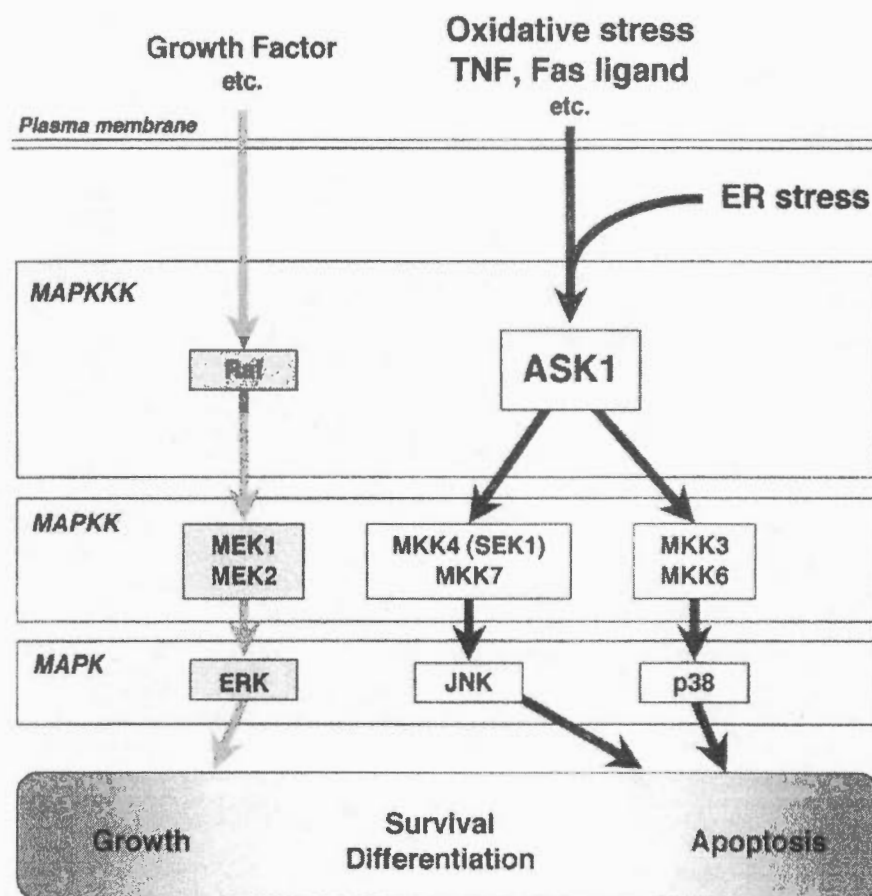 Growth Factor
etc.
Oxidative stress
TNF, Fas ligand
etc.
Plasma membrane
ER stress
MAPKKK
Raf
ASK1
MAPKK
MEK1
MEK2
MKK4 (SEK1)
MKK7
MKK3
MKK6
MAPK
ERK
JNK
p38
Growth
Survival
Differentiation
Apoptosis